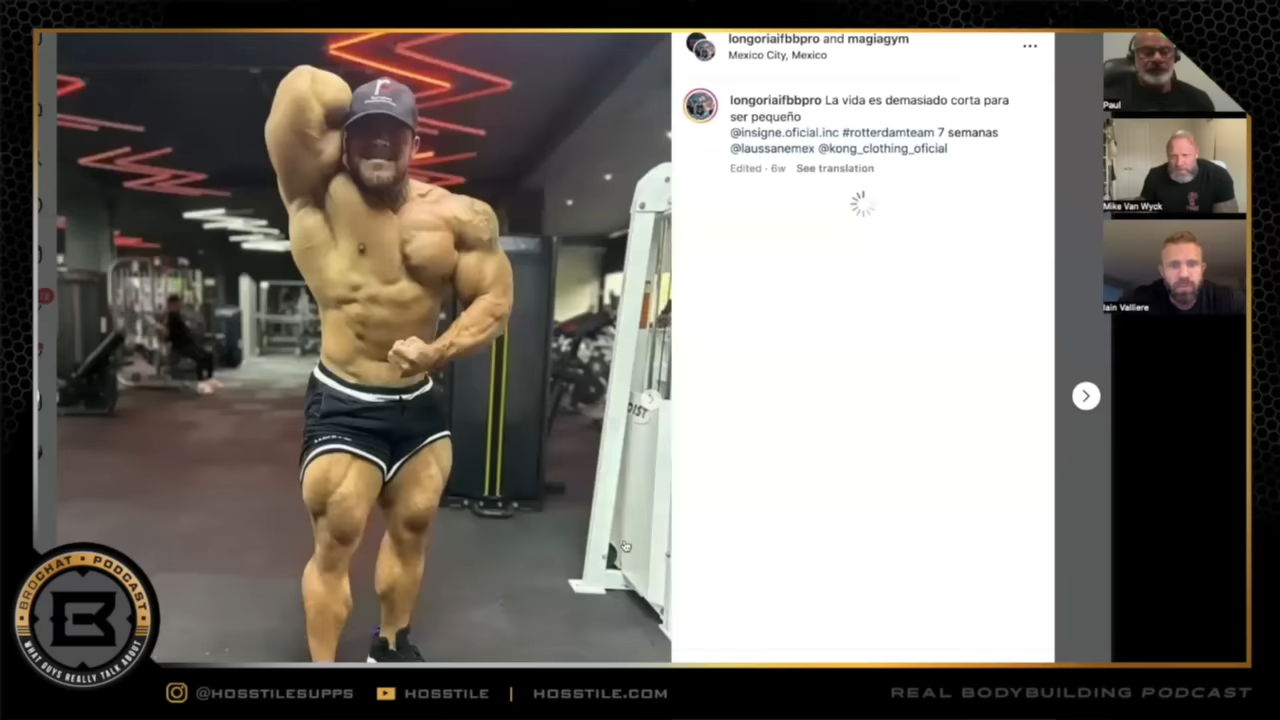 longoriaifbbpro and magiagym
Mexico City, Mexico
longoriaifbbpro La vida es demasiado corta para
ser pequeño
@insigne.oficial.inc #rotterdamteam 7 semanas
@laussanemex @kong_clothing_oficial
Edited · 6w See translation
Paul
Mike Van Wyck
Iain Valliere
BROCHAT • PODCAST
B
WHAT GUYS REALLY TALK ABOUT
@HOSSTILESUPPS
HOSSTILE
|
HOSSTILE.COM
REAL BODYBUILDING PODCAST